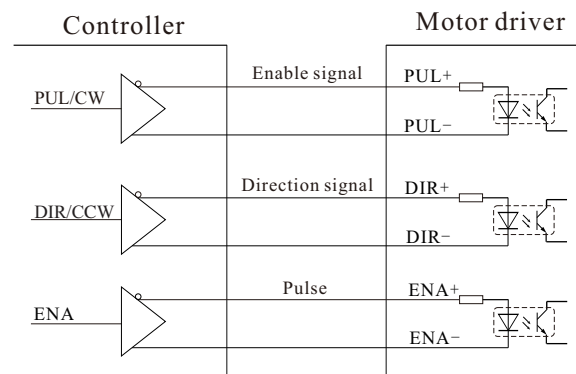 Controller
Motor driver
PUL/CW
Enable signal
PUL+
PUL−
DIR/CCW
Direction signal
DIR+
DIR−
ENA
Pulse
ENA+
ENA−